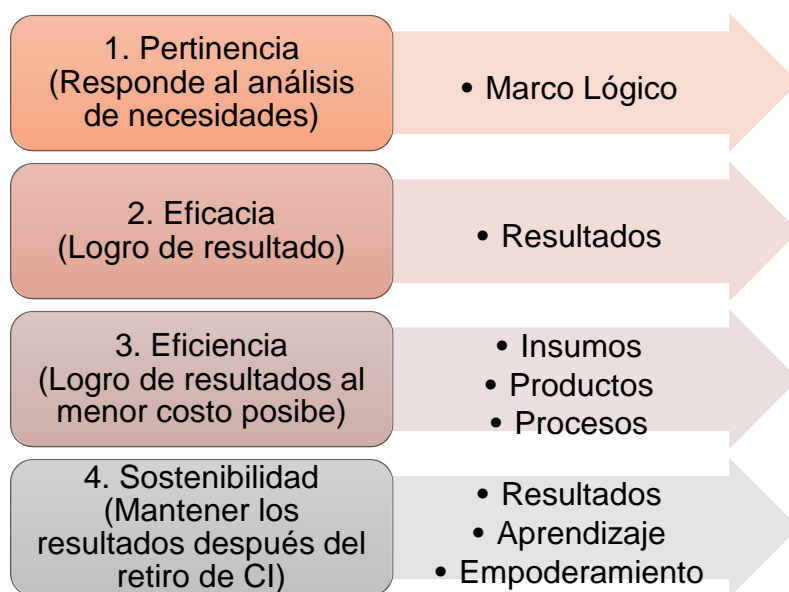 1. Pertinencia
(Responde al análisis
de necesidades)
• Marco Lógico
2. Eficacia
(Logro de resultado)
• Resultados
3. Eficiencia
(Logro de resultados al
menor costo posibe)
• Insumos
• Productos
• Procesos
4. Sostenibilidad
(Mantener los
resultados después del
retiro de CI)
• Resultados
• Aprendizaje
• Empoderamiento